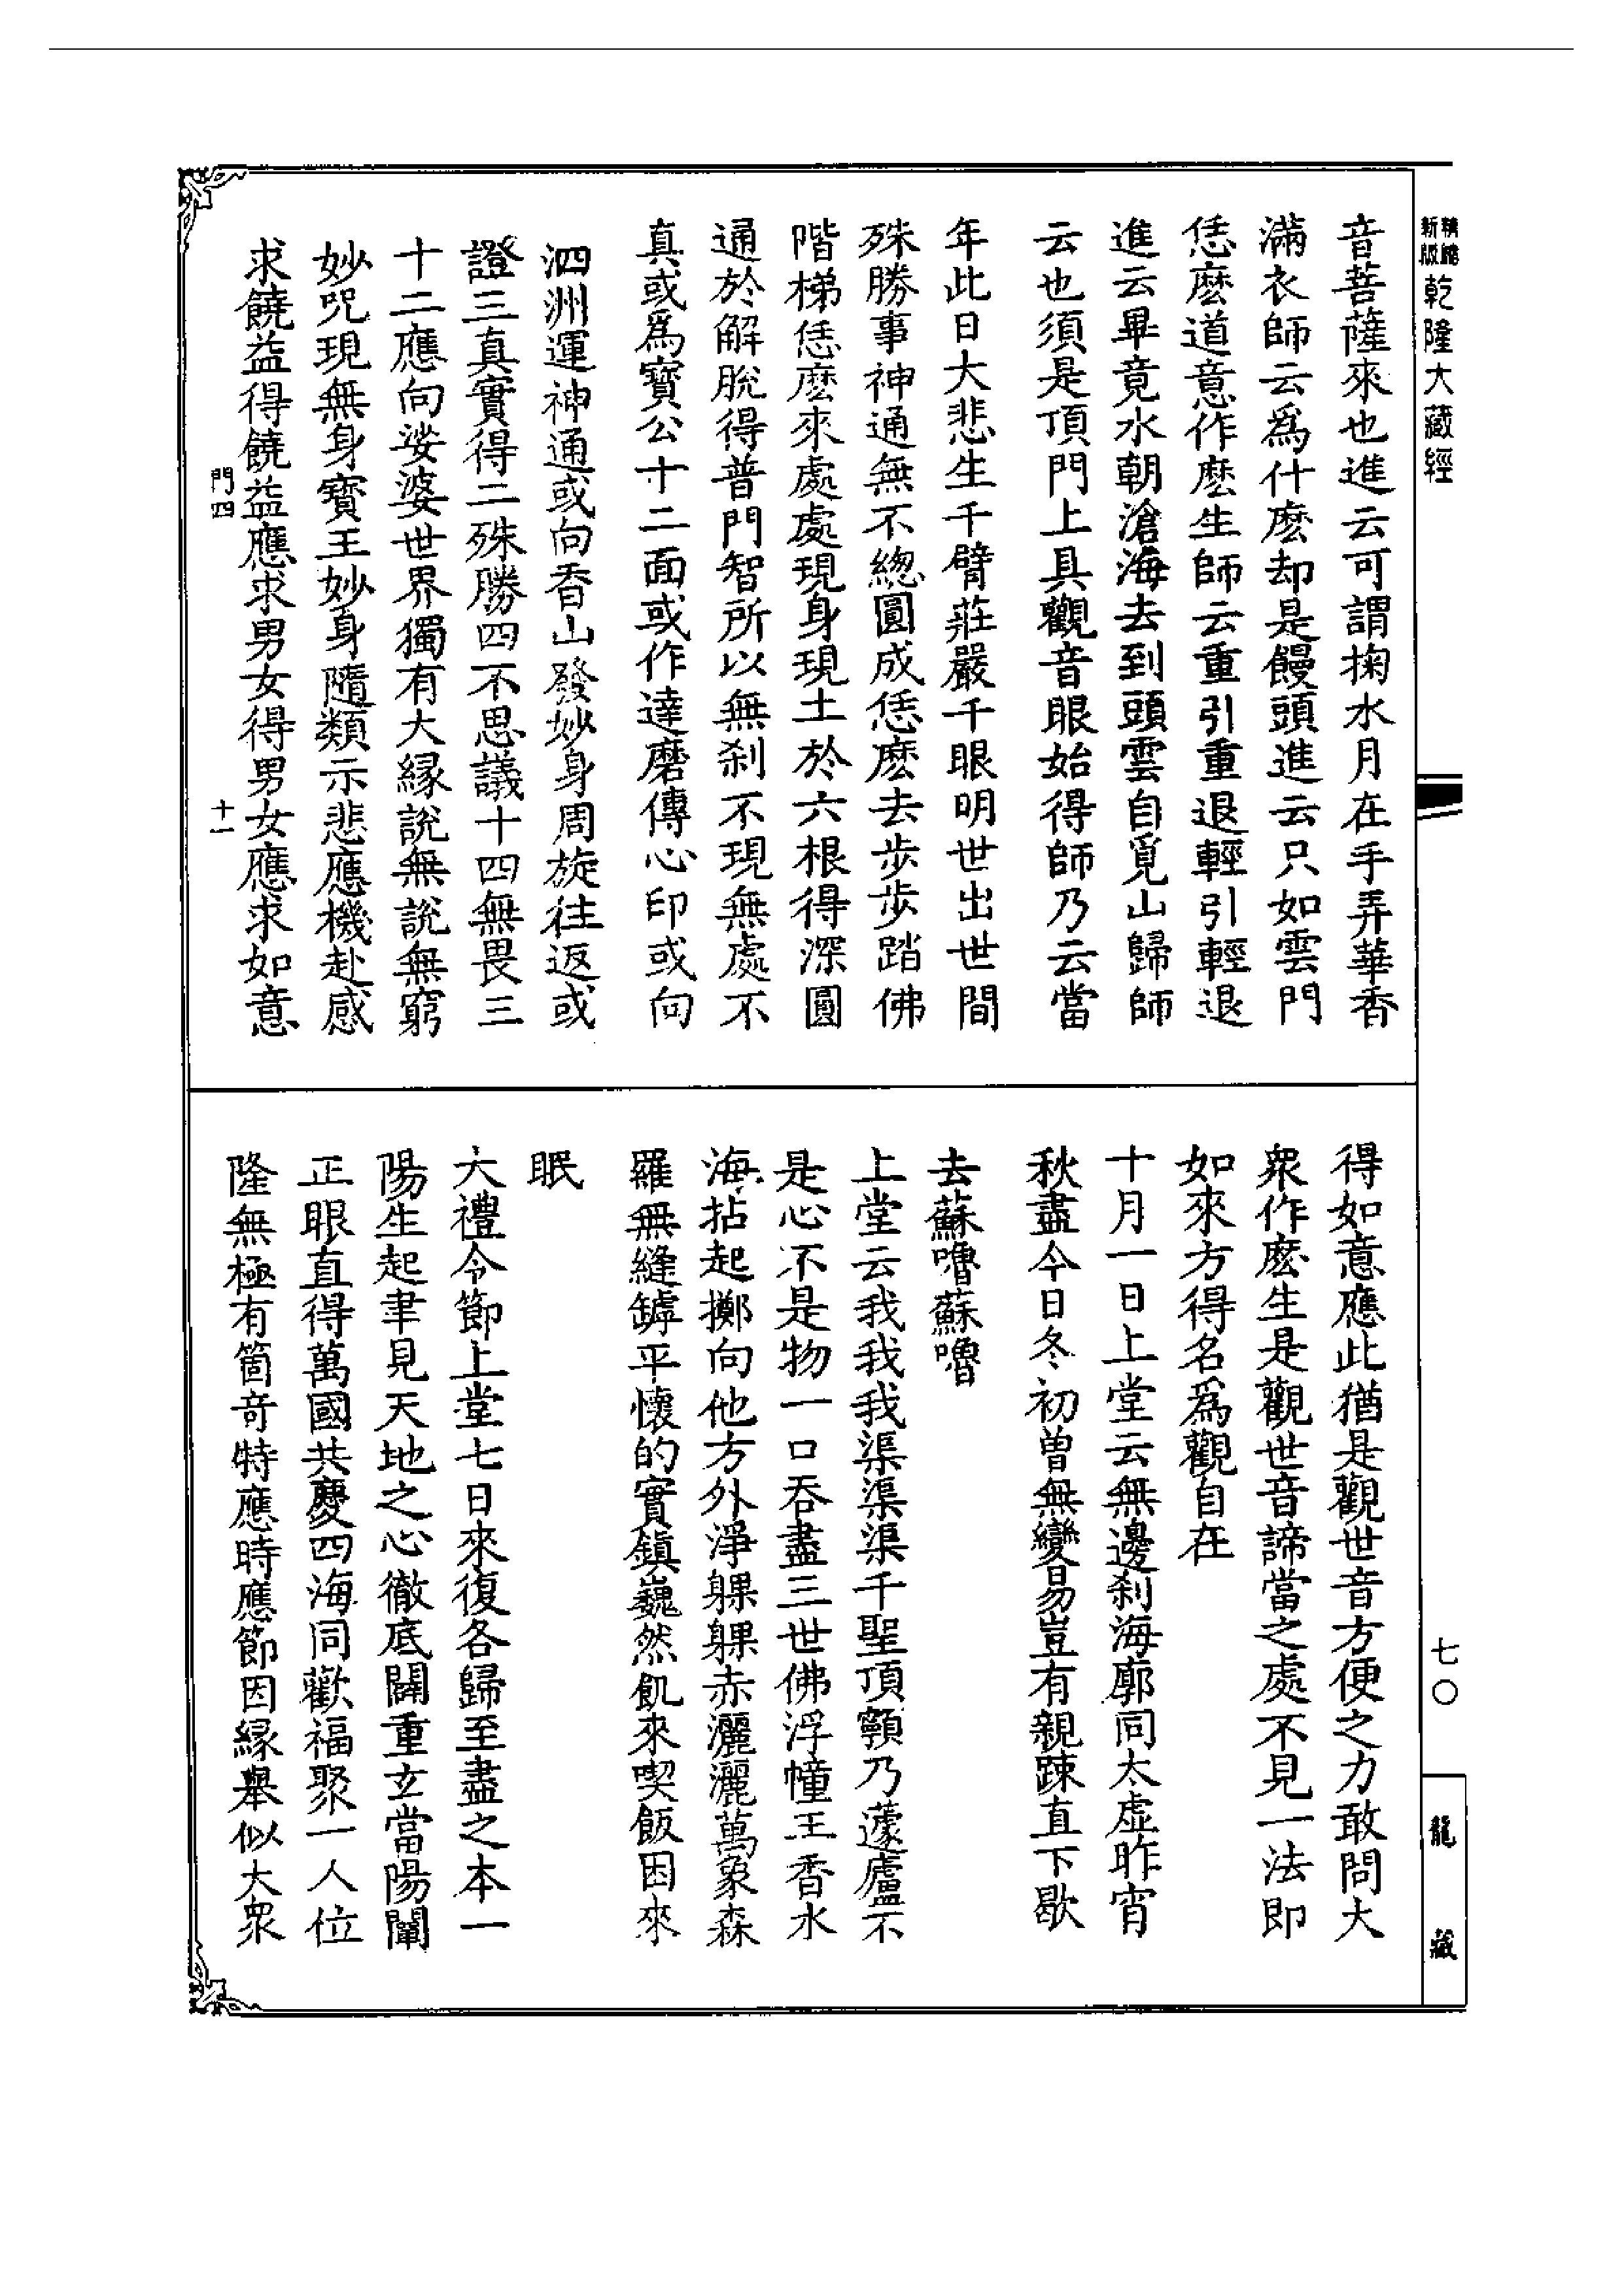 新版
乾隆大藏經
七〇
龍藏
音菩薩來也進云可謂掬水月在手弄華香
滿衣師云爲什麽却是饅頭進云只如雲門
恁麽道意作麽生師云重引重退輕引輕退
進云畢竟水朝滄海去到頭雲自覓山歸師
云也須是頂門上具觀音眼始得師乃云當
年此日大悲生千臂莊嚴千眼明世出世間
殊勝事神通無不總圓成恁麽去步步踏佛
階梯恁麽來處處現身現土於六根得深圓
通於解脫得普門智所以無刹不現無處不
真或爲寶公十二面或作達磨傳心印或向
泗洲運神通或向香山發妙身周旋往返或
證三真實得二殊勝四不思議十四無畏三
十二應向娑婆世界獨有大緣說無說無窮
妙咒現無身寶王妙身隨類示悲應機赴感
求饒益得饒益應求男女得男女應求如意
門四
十一
得如意應此猶是觀世音方便之力敢問大
衆作麽生是觀世音諦當之處不見一法即
如來方得名爲觀自在
十月一日上堂云無邊刹海廓同太虛昨宵
秋盡今日冬初曾無變易豈有親踈直下歇
去蘇嚕蘇嚕
上堂云我我我渠渠渠千聖頂顎乃蘧廬不
是心不是物一口吞盡三世佛浮幢王香水
海拈起擲向他方外淨躶躶赤灑灑萬象森
羅無縫罅平懷的實鎮巍然飢來喫飯困來
眠
大禮令節上堂七日來復各歸至盡之本一
陽生起聿見天地之心徹底闢重玄當陽闡
正眼直得萬國共慶四海同歡福聚一人位
隆無極有箇奇特應時應節因緣舉似大衆